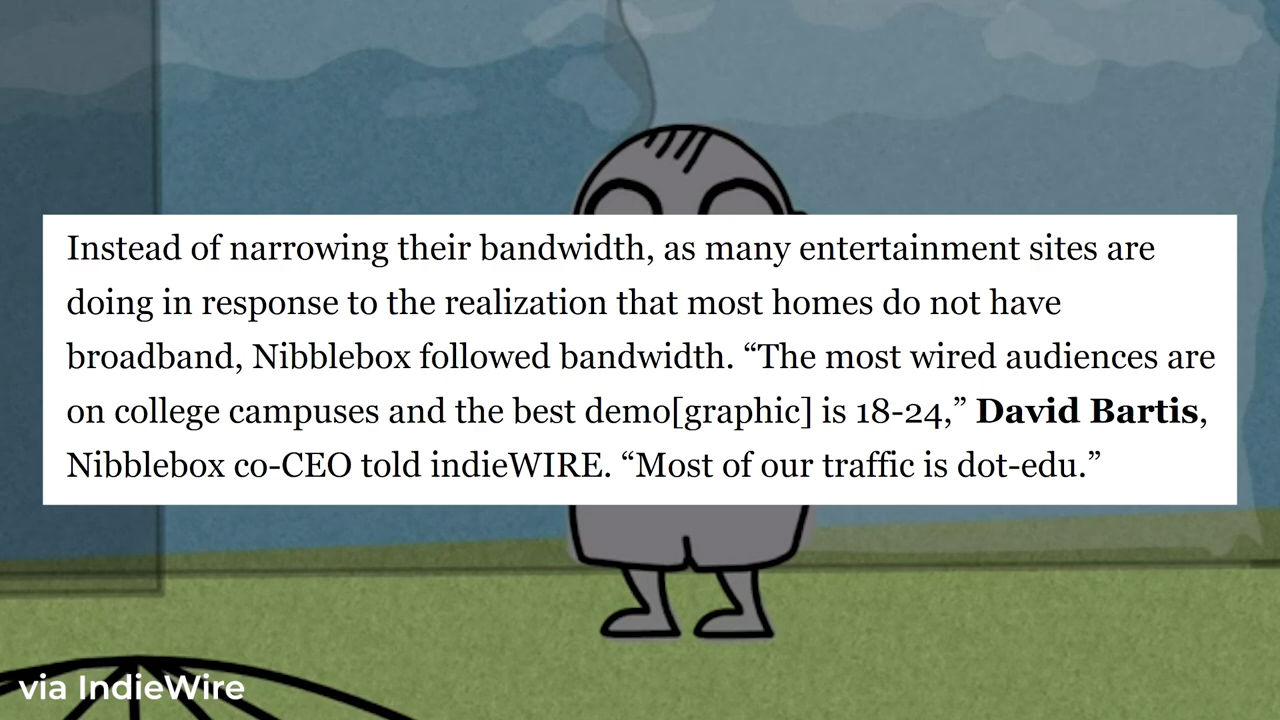 Instead of narrowing their bandwidth, as many entertainment sites are
doing in response to the realization that most homes do not have
broadband, Nibblebox followed bandwidth. “The most wired audiences are
on college campuses and the best demo[graphic] is 18-24,” David Bartis,
Nibblebox co-CEO told indieWIRE. “Most of our traffic is dot-edu.”
via IndieWire